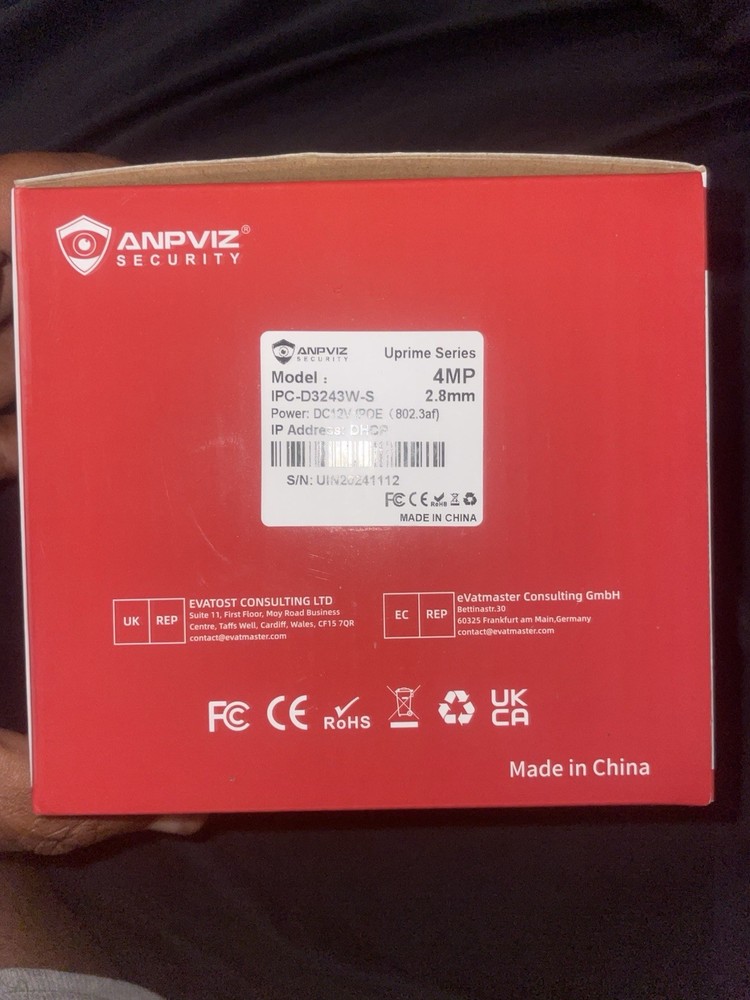 ANPVIZ®
SECURITY
ANPVIZ
SECURITY
Uprime Series
Model : 4MP
IPC-D3243W-S 2.8mm
Power: DC12V /POE (802.3af)
IP Address: DHCP
S/N: UIN20241112
FC CE RoHS
MADE IN CHINA
UK REP
EVATOST CONSULTING LTD
Suite 11, First Floor, Moy Road Business
Centre, Taffs Well, Cardiff, Wales, CF15 7QR
contact@evatmaster.com
EC REP
eVatmaster Consulting GmbH
Bettinastr.30
60325 Frankfurt am Main,Germany
contact@evatmaster.com
FC CE RoHS UK
CA
Made in China